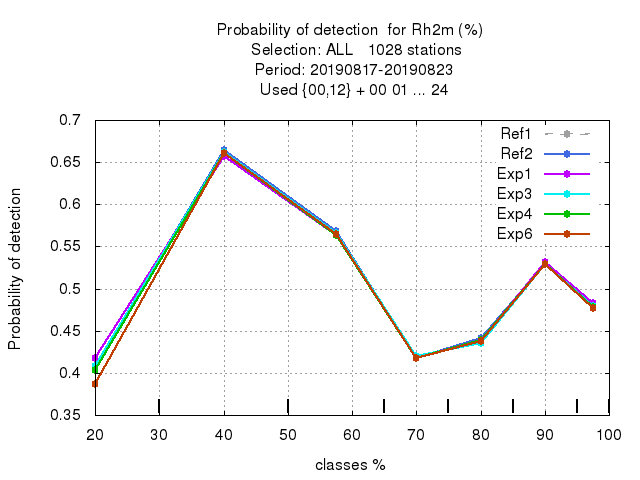 Probability of detection  for Rh2m (%)
Selection: ALL   1028 stations
Period: 20190817-20190823
Used {00,12} + 00 01 ... 24
0.7
0.65
0.6
0.55
0.5
0.45
0.4
0.35
Probability of detection
Ref1
Ref2
Exp1
Exp3
Exp4
Exp6
20 30 40 50 60 70 80 90 100
classes %